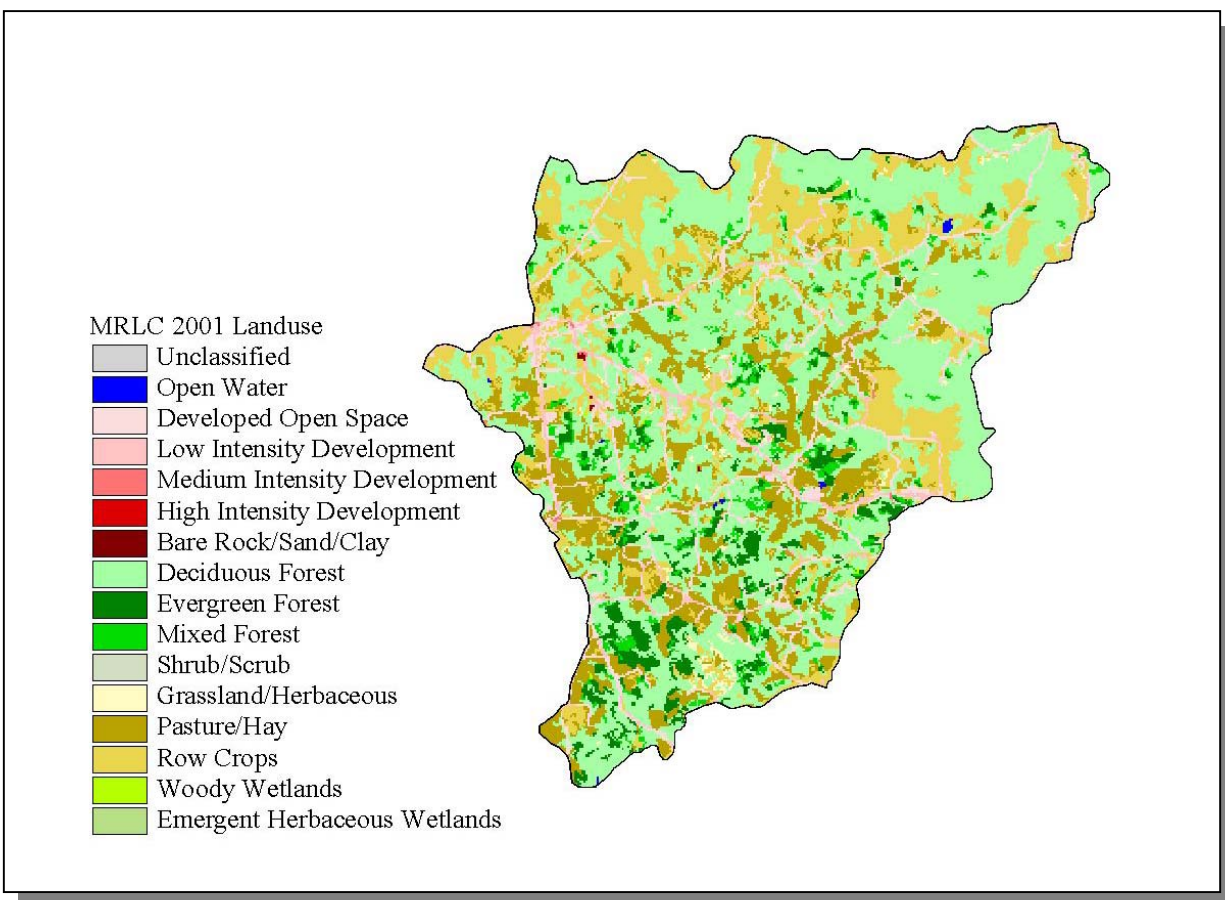 MRLC 2001 Landuse
Unclassified
Open Water
Developed Open Space
Low Intensity Development
Medium Intensity Development
High Intensity Development
Bare Rock/Sand/Clay
Deciduous Forest
Evergreen Forest
Mixed Forest
Shrub/Scrub
Grassland/Herbaceous
Pasture/Hay
Row Crops
Woody Wetlands
Emergent Herbaceous Wetlands